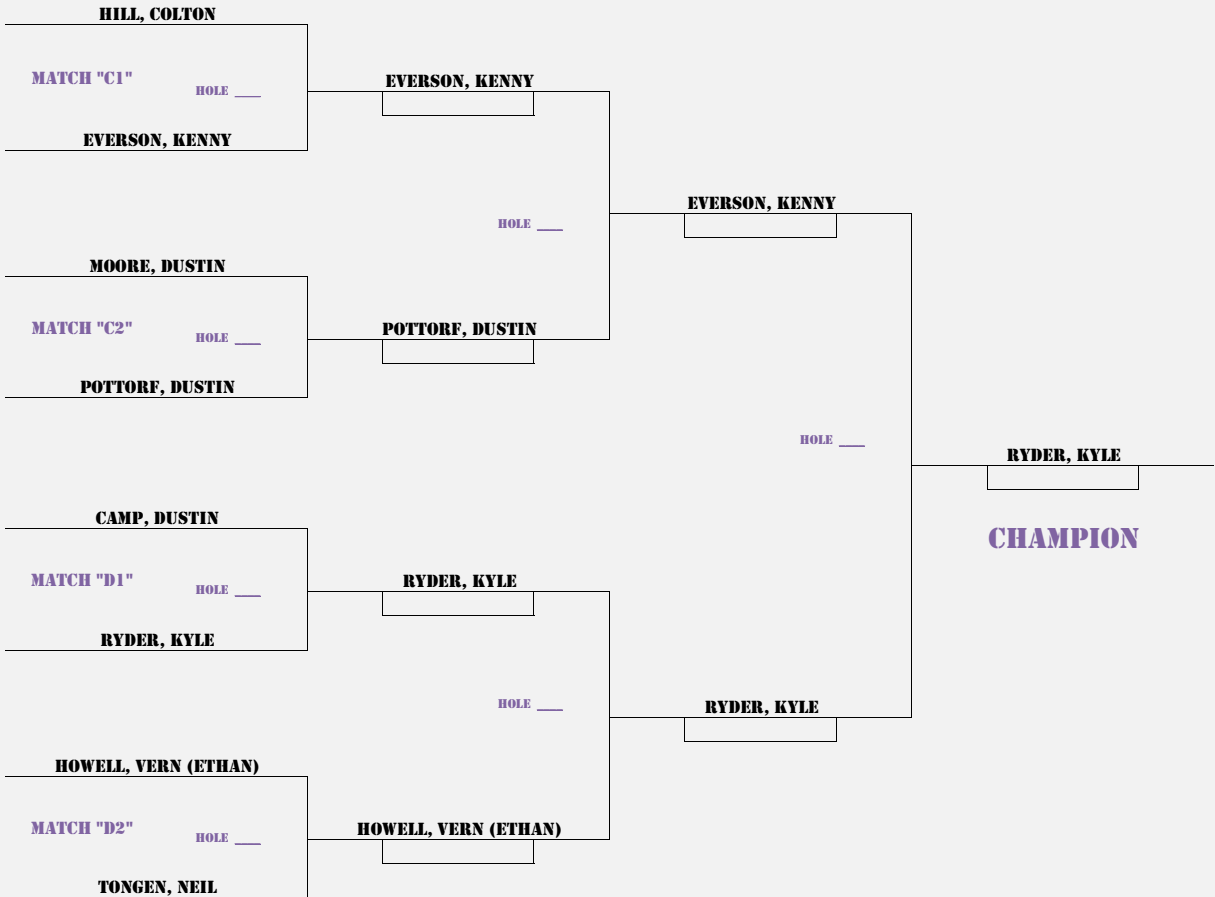 HILL, COLTON
MATCH "C1"
HOLE ___
EVERSON, KENNY
EVERSON, KENNY
HOLE ___
EVERSON, KENNY
MOORE, DUSTIN
MATCH "C2"
HOLE ___
POTTORF, DUSTIN
POTTORF, DUSTIN
HOLE ___
RYDER, KYLE
CHAMPION
CAMP, DUSTIN
MATCH "D1"
HOLE ___
RYDER, KYLE
RYDER, KYLE
HOLE ___
RYDER, KYLE
HOWELL, VERN (ETHAN)
MATCH "D2"
HOLE ___
TONGEN, NEIL
HOWELL, VERN (ETHAN)